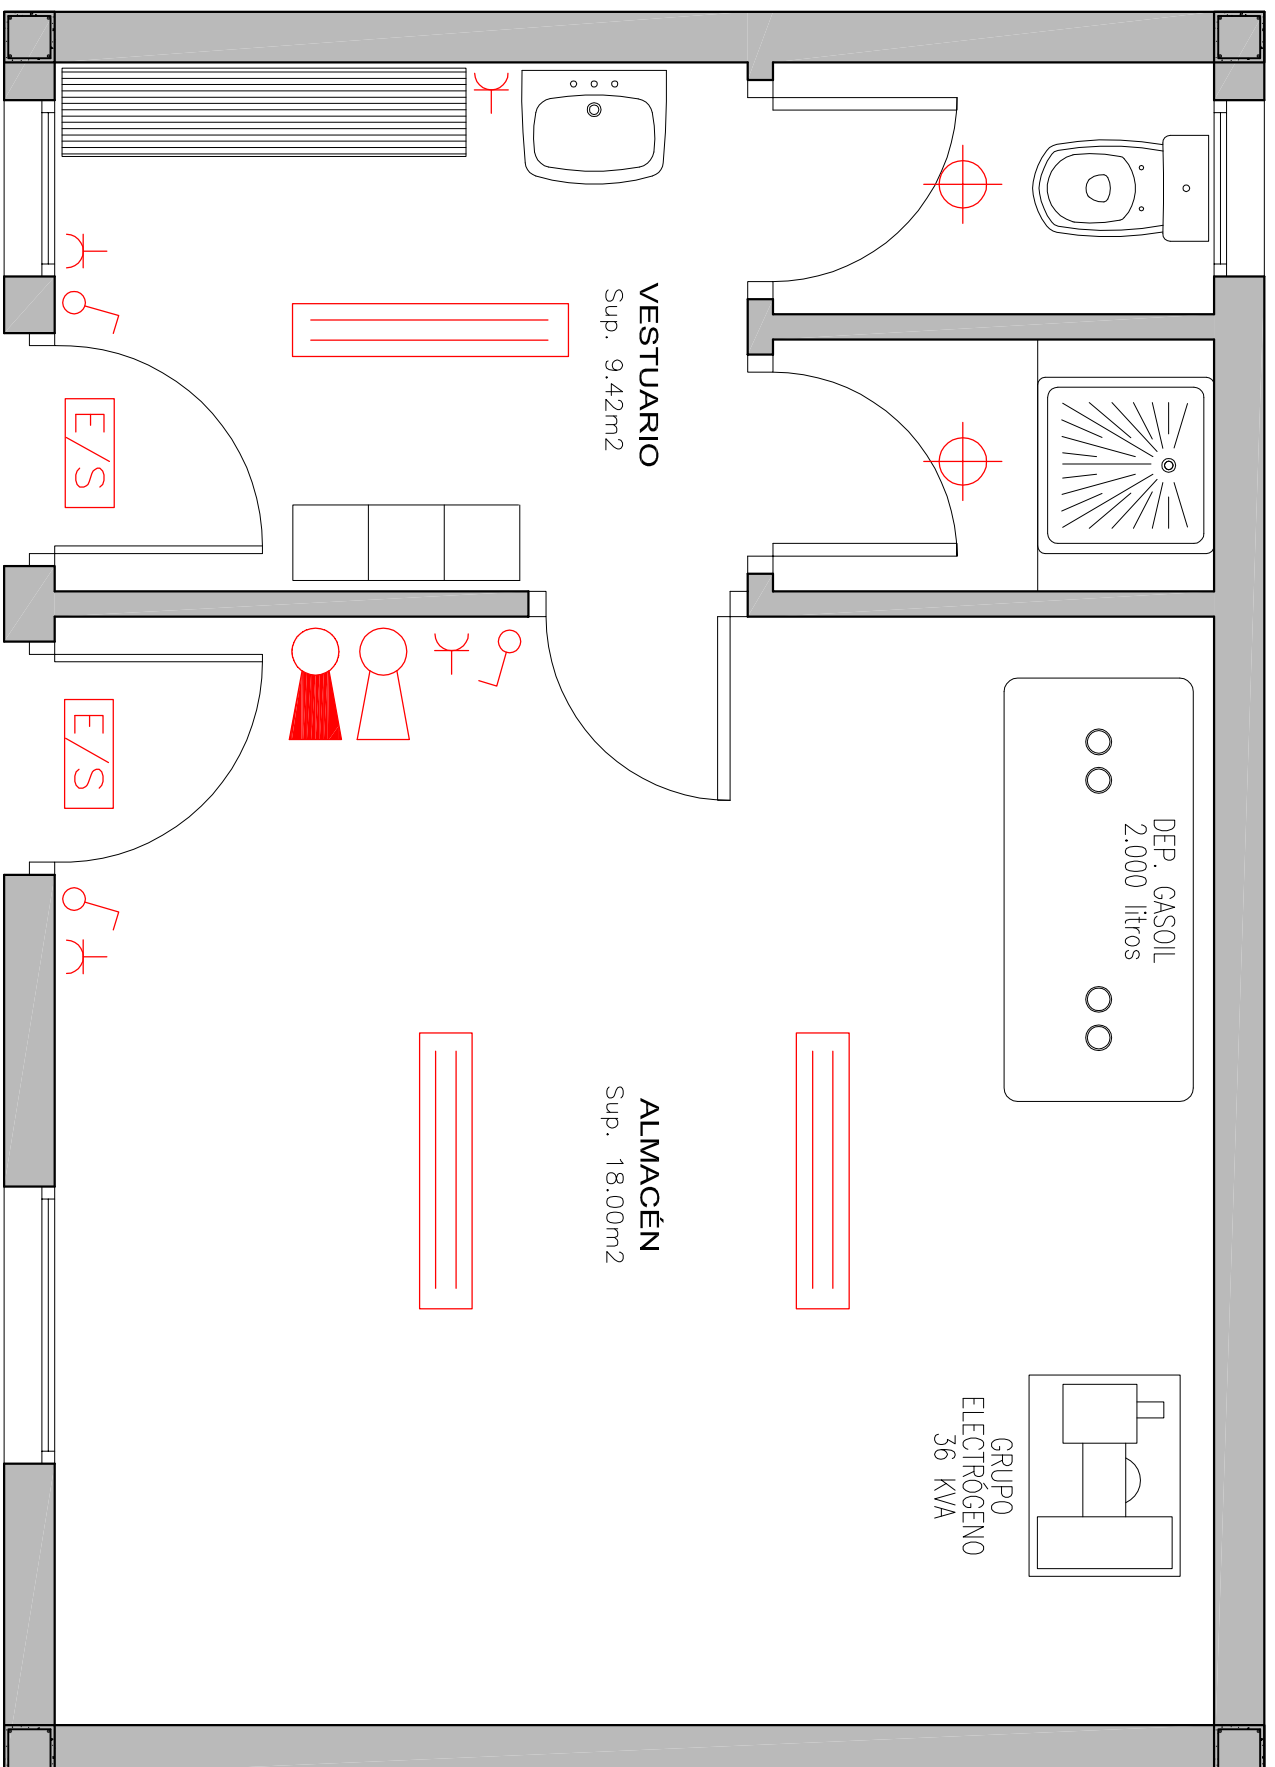 VESTUARIO
Sup. 9.42m2
E/S
E/S
DEP. GASOIL
2.000 litros
ALMACÉN
Sup. 18.00m2
GRUPO
ELECTRÓGENO
36 KVA